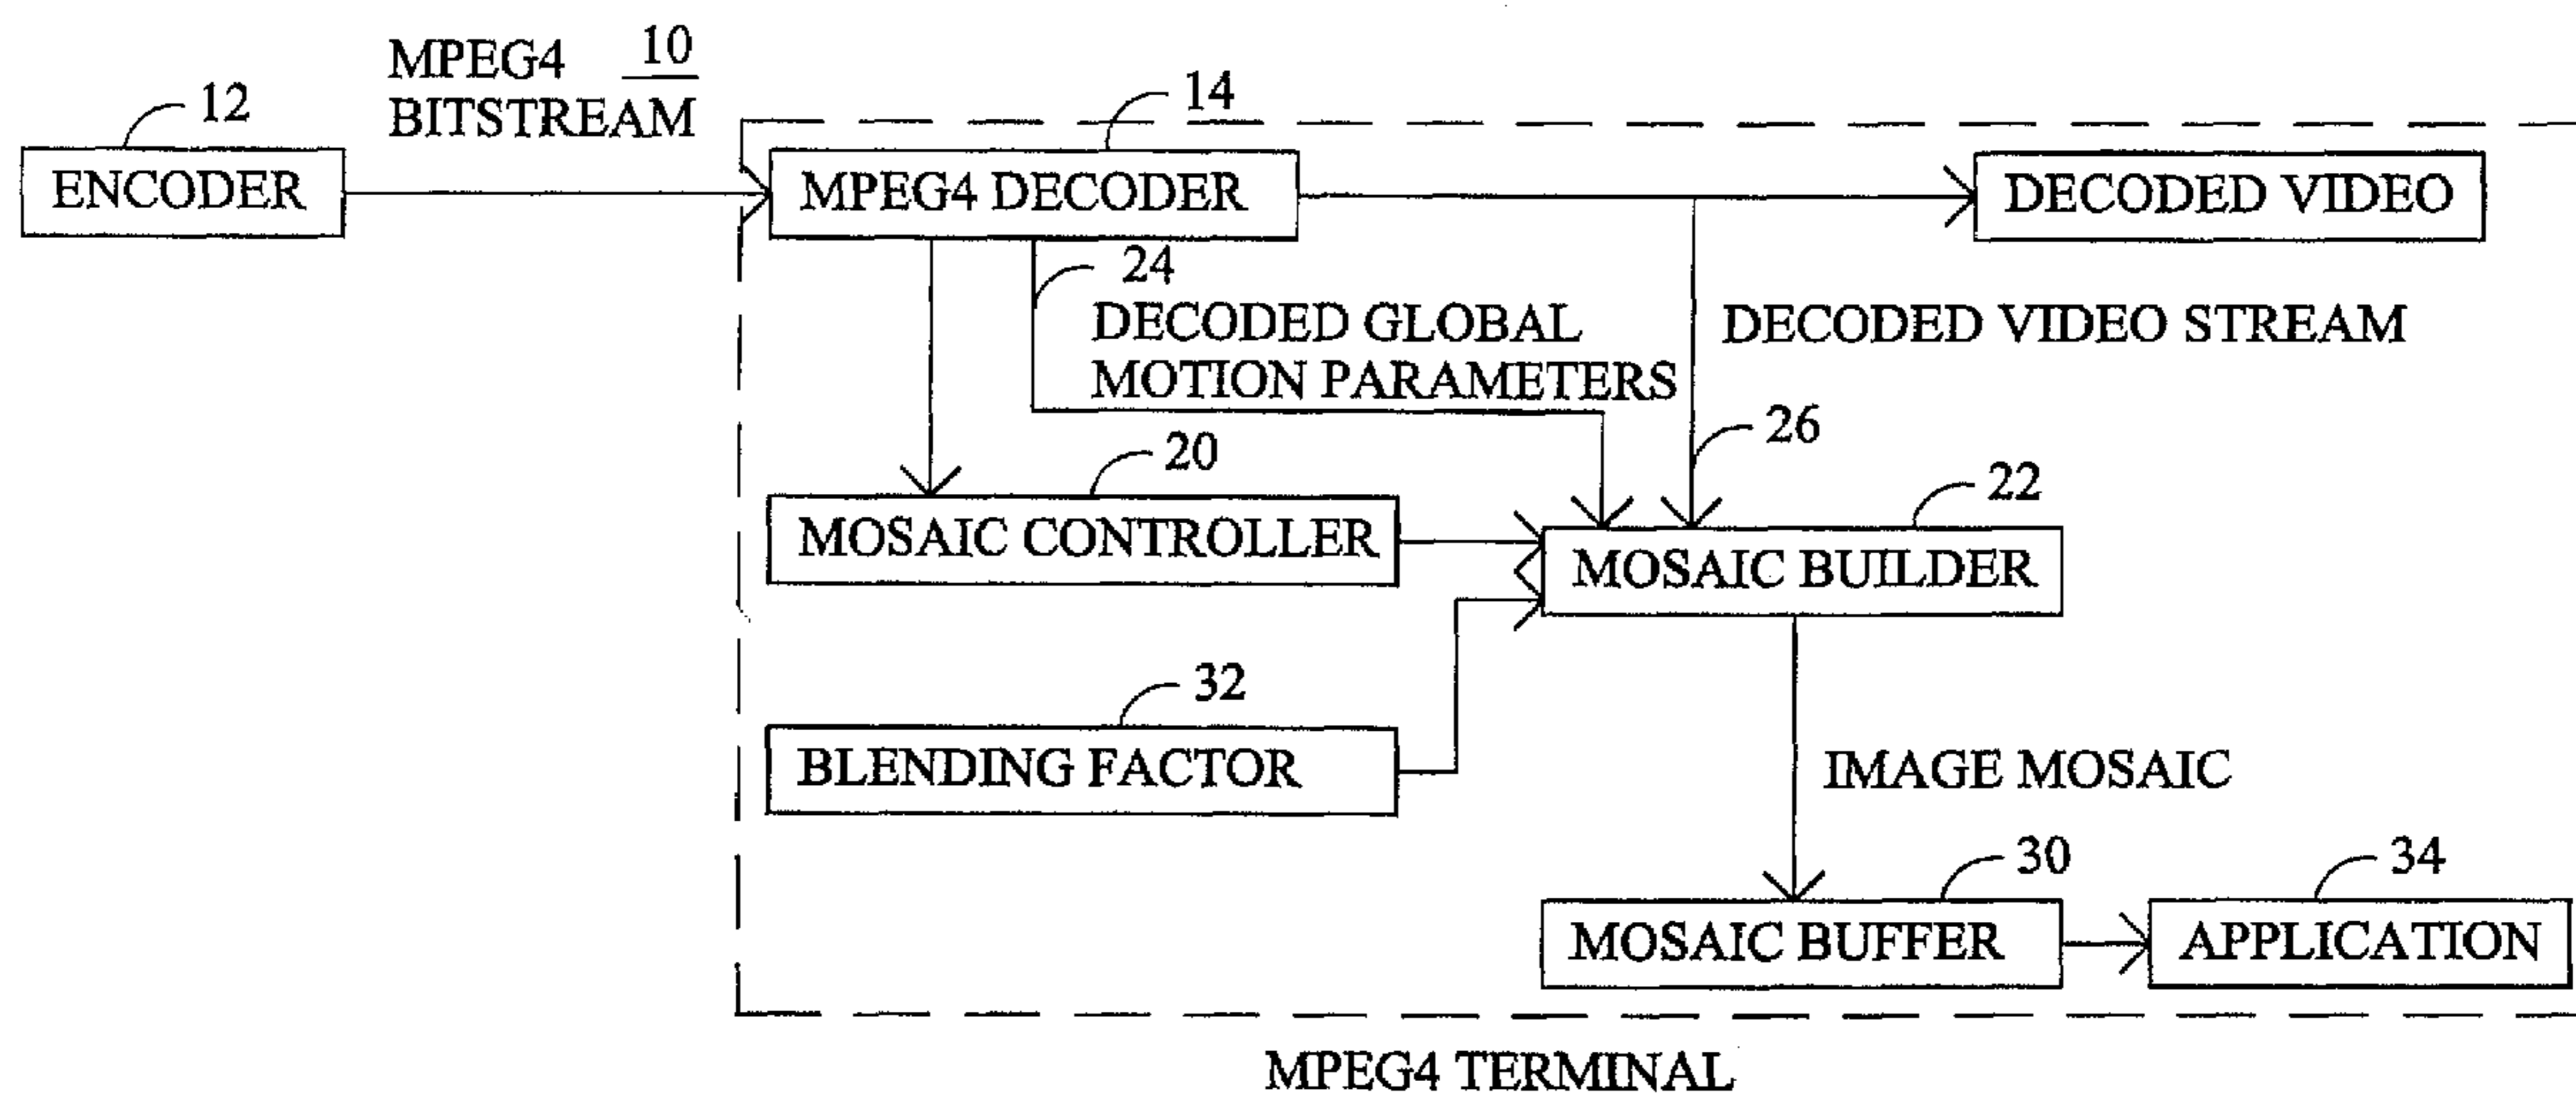 MPEG4 10
BITSTREAM
12
14
ENCODER
MPEG4 DECODER
DECODED VIDEO
24
DECODED GLOBAL
MOTION PARAMETERS
DECODED VIDEO STREAM
26
20
22
MOSAIC CONTROLLER
MOSAIC BUILDER
32
BLENDING FACTOR
IMAGE MOSAIC
30
34
MOSAIC BUFFER
APPLICATION
MPEG4 TERMINAL